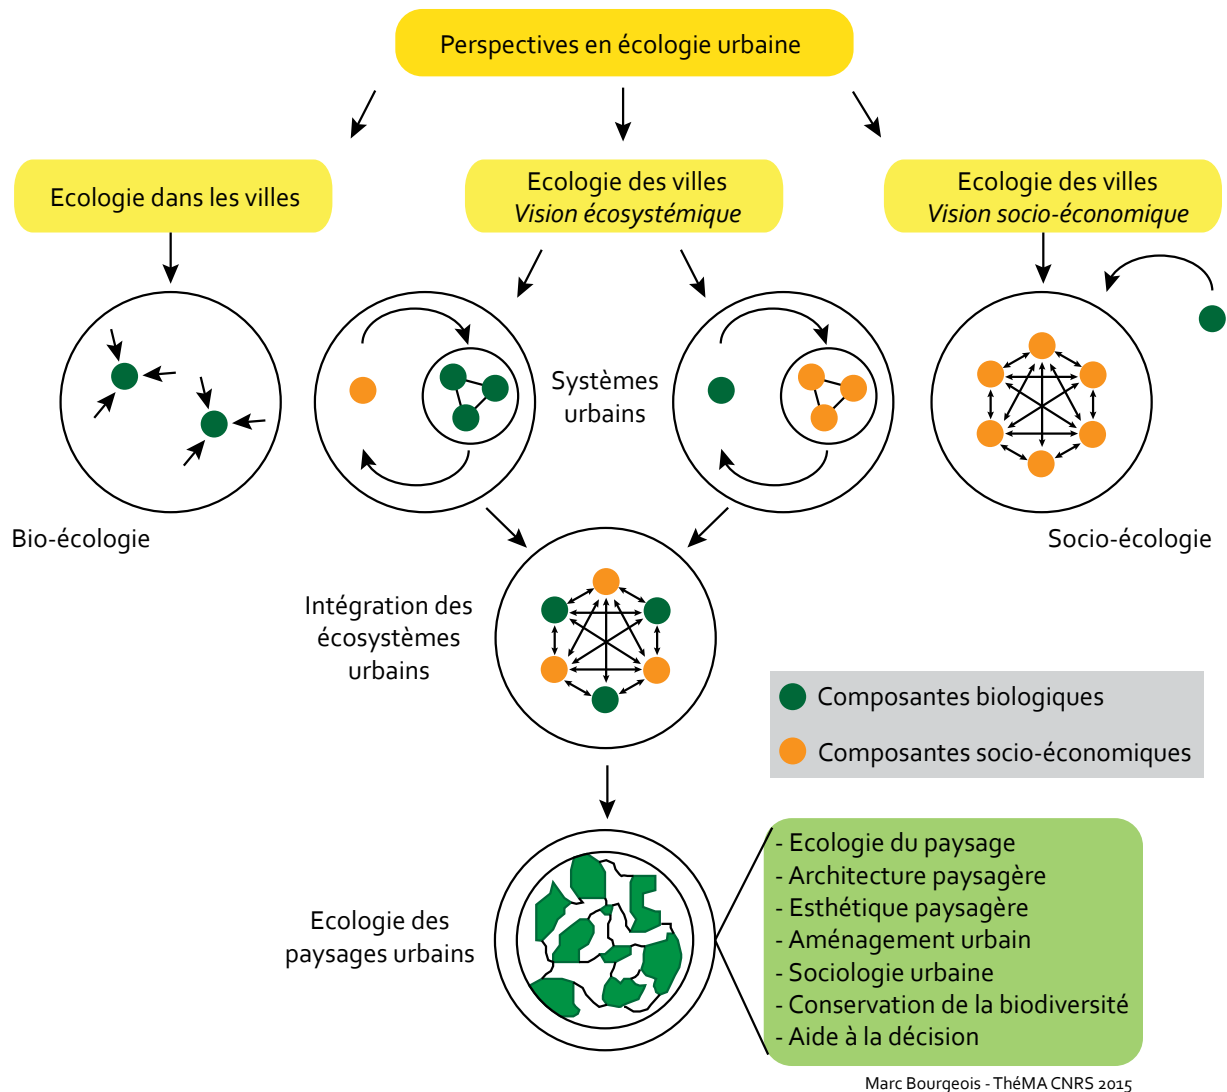 Perspectives en écologie urbaine
Ecologie dans les villes
Ecologie des villes
Vision écosystémique
Ecologie des villes
Vision socio-économique
Systèmes
urbains
Bio-écologie
Socio-écologie
Intégration des
écosystèmes
urbains
Composantes biologiques
Composantes socio-économiques
Ecologie des
paysages urbains
- Ecologie du paysage
- Architecture paysagère
- Esthétique paysagère
- Aménagement urbain
- Sociologie urbaine
- Conservation de la biodiversité
- Aide à la décision
Marc Bourgeois - ThéMA CNRS 2015